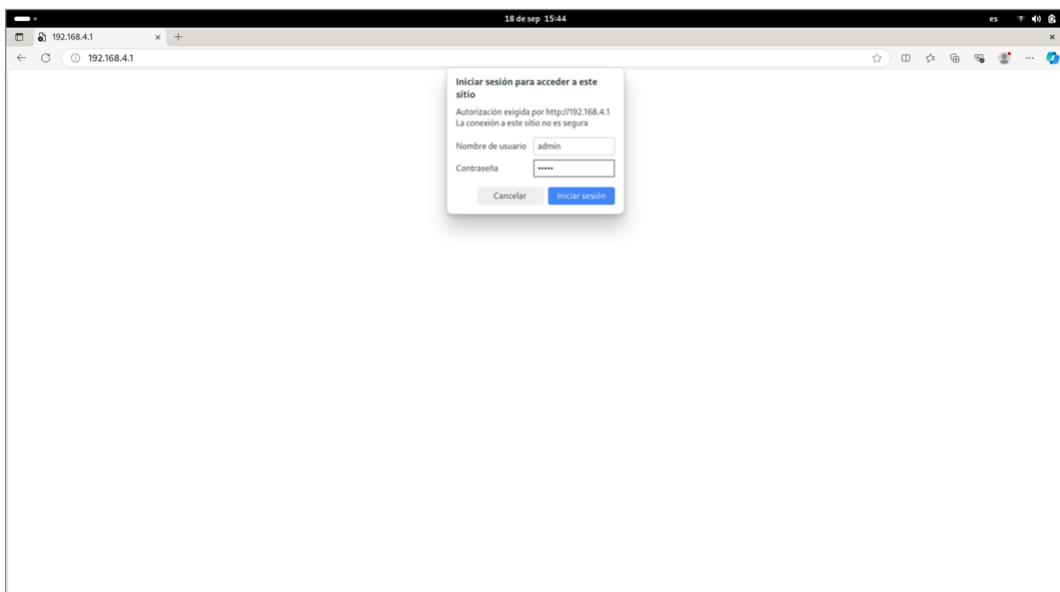 18 de sep 15:44
es
192.168.4.1
192.168.4.1
Iniciar sesión para acceder a este
sitio
Autorización exigida por http://192.168.4.1
La conexión a este sitio no es segura
Nombre de usuario admin
Contraseña •••••
Cancelar Iniciar sesión